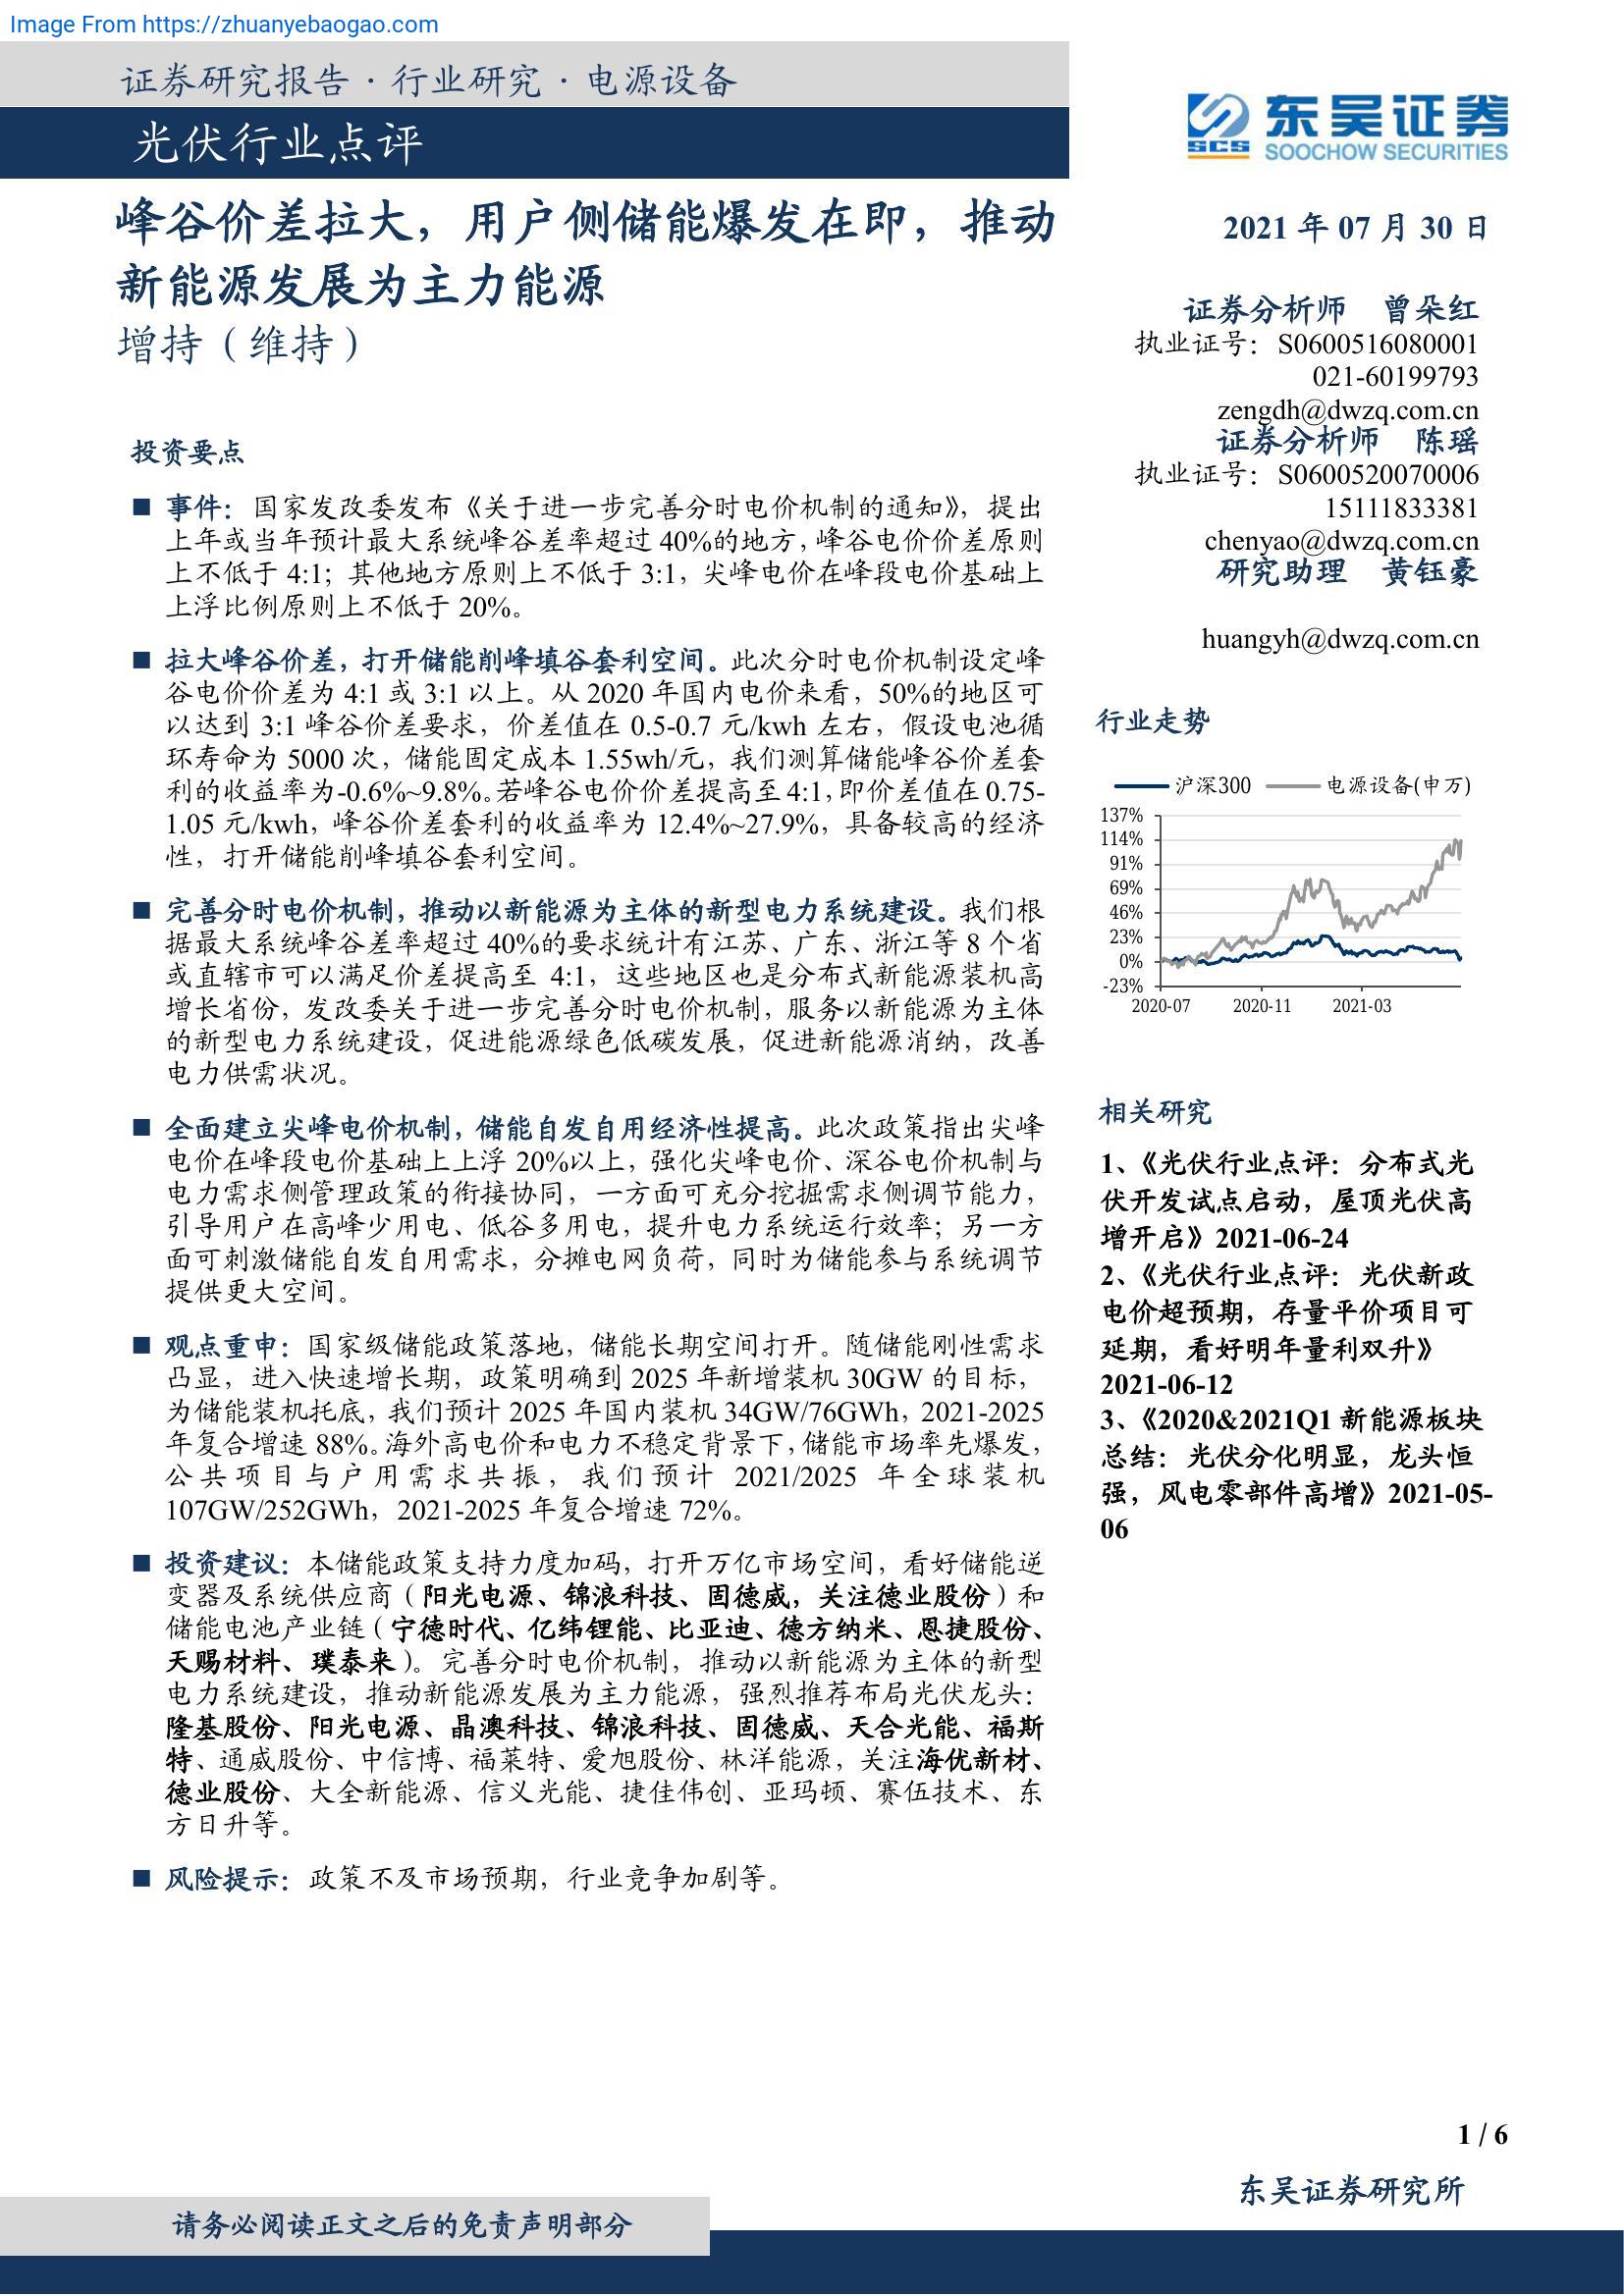 Image From https://zhuanyebaogao.com
证券研究报告·行业研究·电源设备
光伏行业点评
东吴证券
SCS
SOOCHOW SECURITIES
峰谷价差拉大，用户侧储能爆发在即，推动
新能源发展为主力能源
增持（维持）
投资要点
■ 事件：国家发改委发布《关于进一步完善分时电价机制的通知》，提出
上年或当年预计最大系统峰谷差率超过 40%的地方，峰谷电价价差原则
上不低于 4:1；其他地方原则上不低于 3:1，尖峰电价在峰段电价基础上
上浮比例原则上不低于 20%。
■ 拉大峰谷价差，打开储能削峰填谷套利空间。此次分时电价机制设定峰
谷电价价差为 4:1 或 3:1 以上。从 2020 年国内电价来看，50%的地区可
以达到 3:1 峰谷价差要求，价差值在 0.5-0.7 元/kwh 左右，假设电池循
环寿命为 5000 次，储能固定成本 1.55wh/元，我们测算储能峰谷价差套
利的收益率为-0.6%~9.8%。若峰谷电价价差提高至 4:1，即价差值在 0.75-
1.05 元/kwh，峰谷价差套利的收益率为 12.4%~27.9%，具备较高的经济
性，打开储能削峰填谷套利空间。
■ 完善分时电价机制，推动以新能源为主体的新型电力系统建设。我们根
据最大系统峰谷差率超过 40%的要求统计有江苏、广东、浙江等 8 个省
或直辖市可以满足价差提高至 4:1，这些地区也是分布式新能源装机高
增长省份，发改委关于进一步完善分时电价机制，服务以新能源为主体
的新型电力系统建设，促进能源绿色低碳发展，促进新能源消纳，改善
电力供需状况。
■ 全面建立尖峰电价机制，储能自发自用经济性提高。此次政策指出尖峰
电价在峰段电价基础上上浮 20%以上，强化尖峰电价、深谷电价机制与
电力需求侧管理政策的衔接协同，一方面可充分挖掘需求侧调节能力，
引导用户在高峰少用电、低谷多用电，提升电力系统运行效率；另一方
面可刺激储能自发自用需求，分摊电网负荷，同时为储能参与系统调节
提供更大空间。
■ 观点重申：国家级储能政策落地，储能长期空间打开。随储能刚性需求
凸显，进入快速增长期，政策明确到 2025 年新增装机 30GW 的目标，
为储能装机托底，我们预计 2025 年国内装机 34GW/76GWh，2021-2025
年复合增速 88%。海外高电价和电力不稳定背景下，储能市场率先爆发，
公共项目与户用需求共振，我们预计 2021/2025 年全球装机
107GW/252GWh，2021-2025 年复合增速 72%。
■ 投资建议：本储能政策支持力度加码，打开万亿市场空间，看好储能逆
变器及系统供应商（阳光电源、锦浪科技、固德威，关注德业股份）和
储能电池产业链（宁德时代、亿纬锂能、比亚迪、德方纳米、恩捷股份、
天赐材料、璞泰来）。完善分时电价机制，推动以新能源为主体的新型
电力系统建设，推动新能源发展为主力能源，强烈推荐布局光伏龙头：
隆基股份、阳光电源、晶澳科技、锦浪科技、固德威、天合光能、福斯
特、通威股份、中信博、福莱特、爱旭股份、林洋能源，关注海优新材、
德业股份、大全新能源、信义光能、捷佳伟创、亚玛顿、赛伍技术、东
方日升等。
■ 风险提示：政策不及市场预期，行业竞争加剧等。
2021 年 07 月 30 日
证券分析师 曾朵红
执业证号：S0600516080001
021-60199793
zengdh@dwzq.com.cn
证券分析师 陈瑶
执业证号：S0600520070006
15111833381
chenyao@dwzq.com.cn
研究助理 黄钰豪
huangyh@dwzq.com.cn
行业走势
沪深300 电源设备(申万)
137%
114%
91%
69%
46%
23%
0%
-23%
2020-07 2020-11 2021-03
相关研究
1、《光伏行业点评：分布式光
伏开发试点启动，屋顶光伏高
增开启》2021-06-24
2、《光伏行业点评：光伏新政
电价超预期，存量平价项目可
延期，看好明年量利双升》
2021-06-12
3、《2020&2021Q1 新能源板块
总结：光伏分化明显，龙头恒
强，风电零部件高增》2021-05-
06
1 / 6
东吴证券研究所
请务必阅读正文之后的免责声明部分